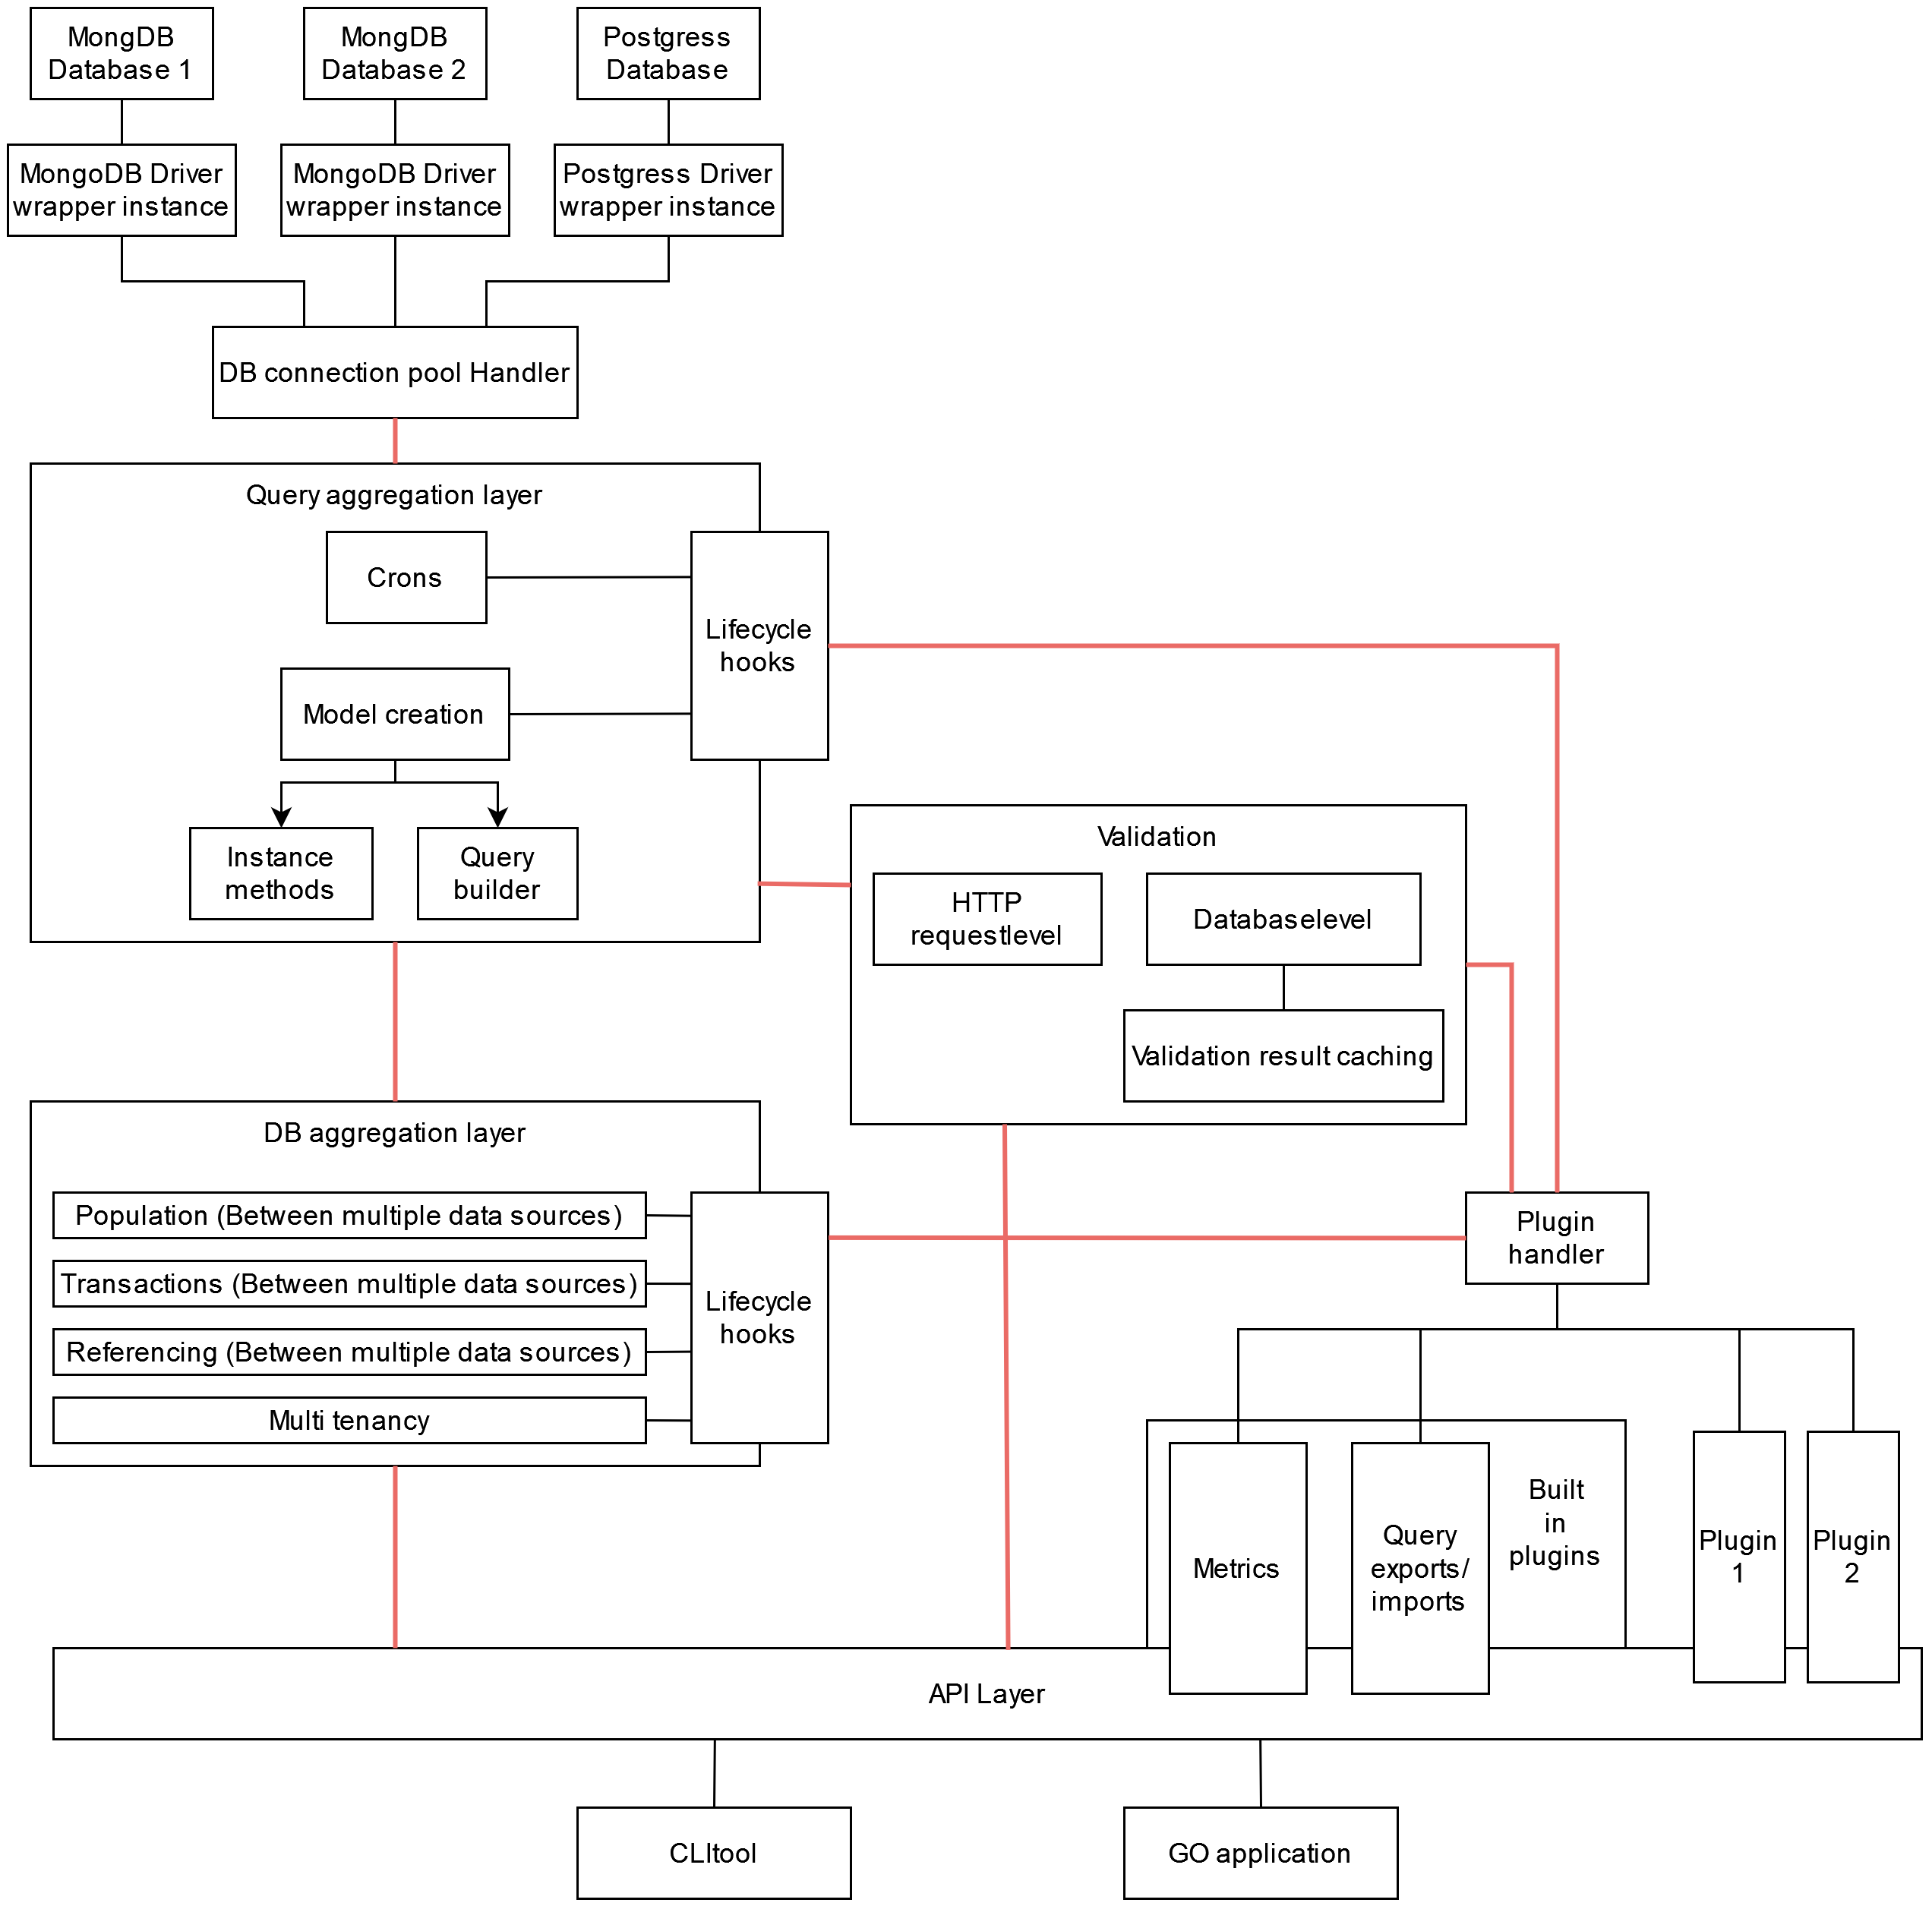 MongDB
Database 1
MongDB
Database 2
Postgress
Database
MongoDB Driver
wrapper instance
MongoDB Driver
wrapper instance
Postgress Driver
wrapper instance
DB connection pool Handler
Query aggregation layer
Crons
Lifecycle
hooks
Model creation
Instance
methods
Query
builder
Validation
HTTP
requestlevel
Databaselevel
Validation result caching
DB aggregation layer
Population (Between multiple data sources)
Transactions (Between multiple data sources)
Referencing (Between multiple data sources)
Multi tenancy
Lifecycle
hooks
Plugin
handler
Metrics
Query
exports/
imports
Built
in
plugins
Plugin
1
Plugin
2
API Layer
CLItool
GO application